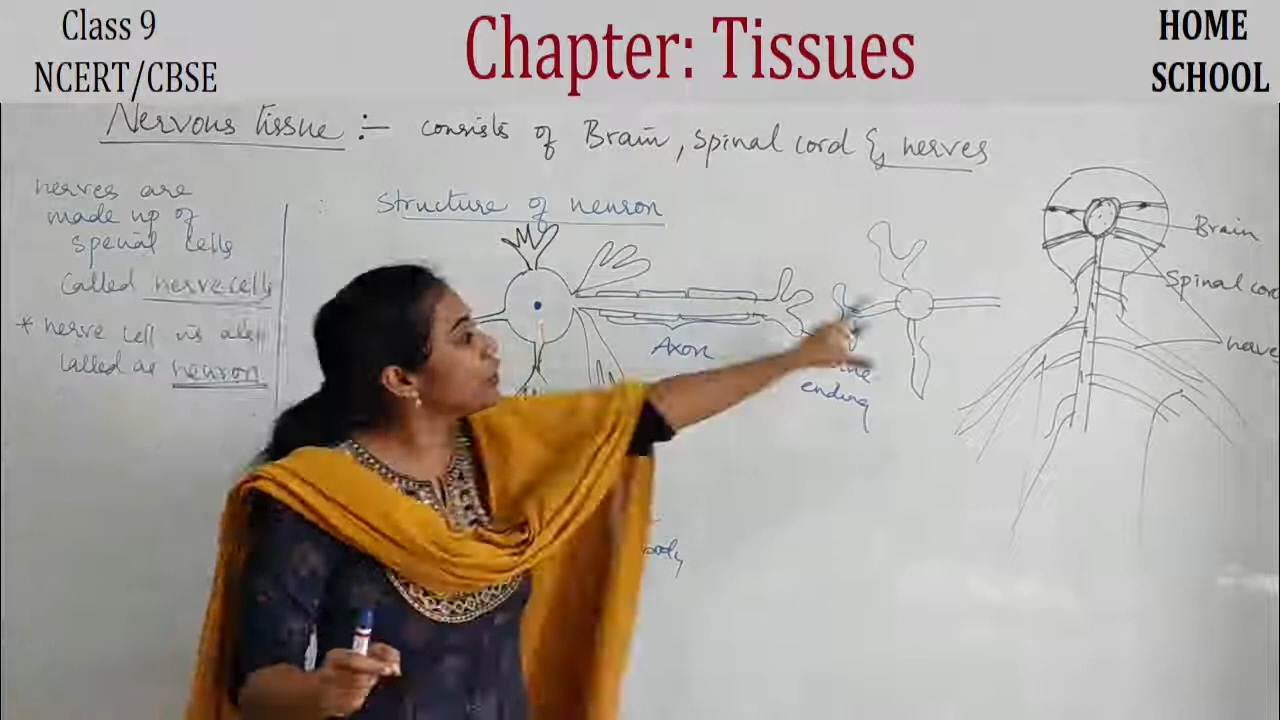 Class 9
NCERT/CBSE
Chapter: Tissues
HOME
SCHOOL
Nervous tissue :- consists of Brain, spinal cord & nerves
nerves are
made up of
special cells
called nerve cells
* nerve cell is also
called as neuron
Structure of neuron
Axon
ending
body
Brain
Spinal cord